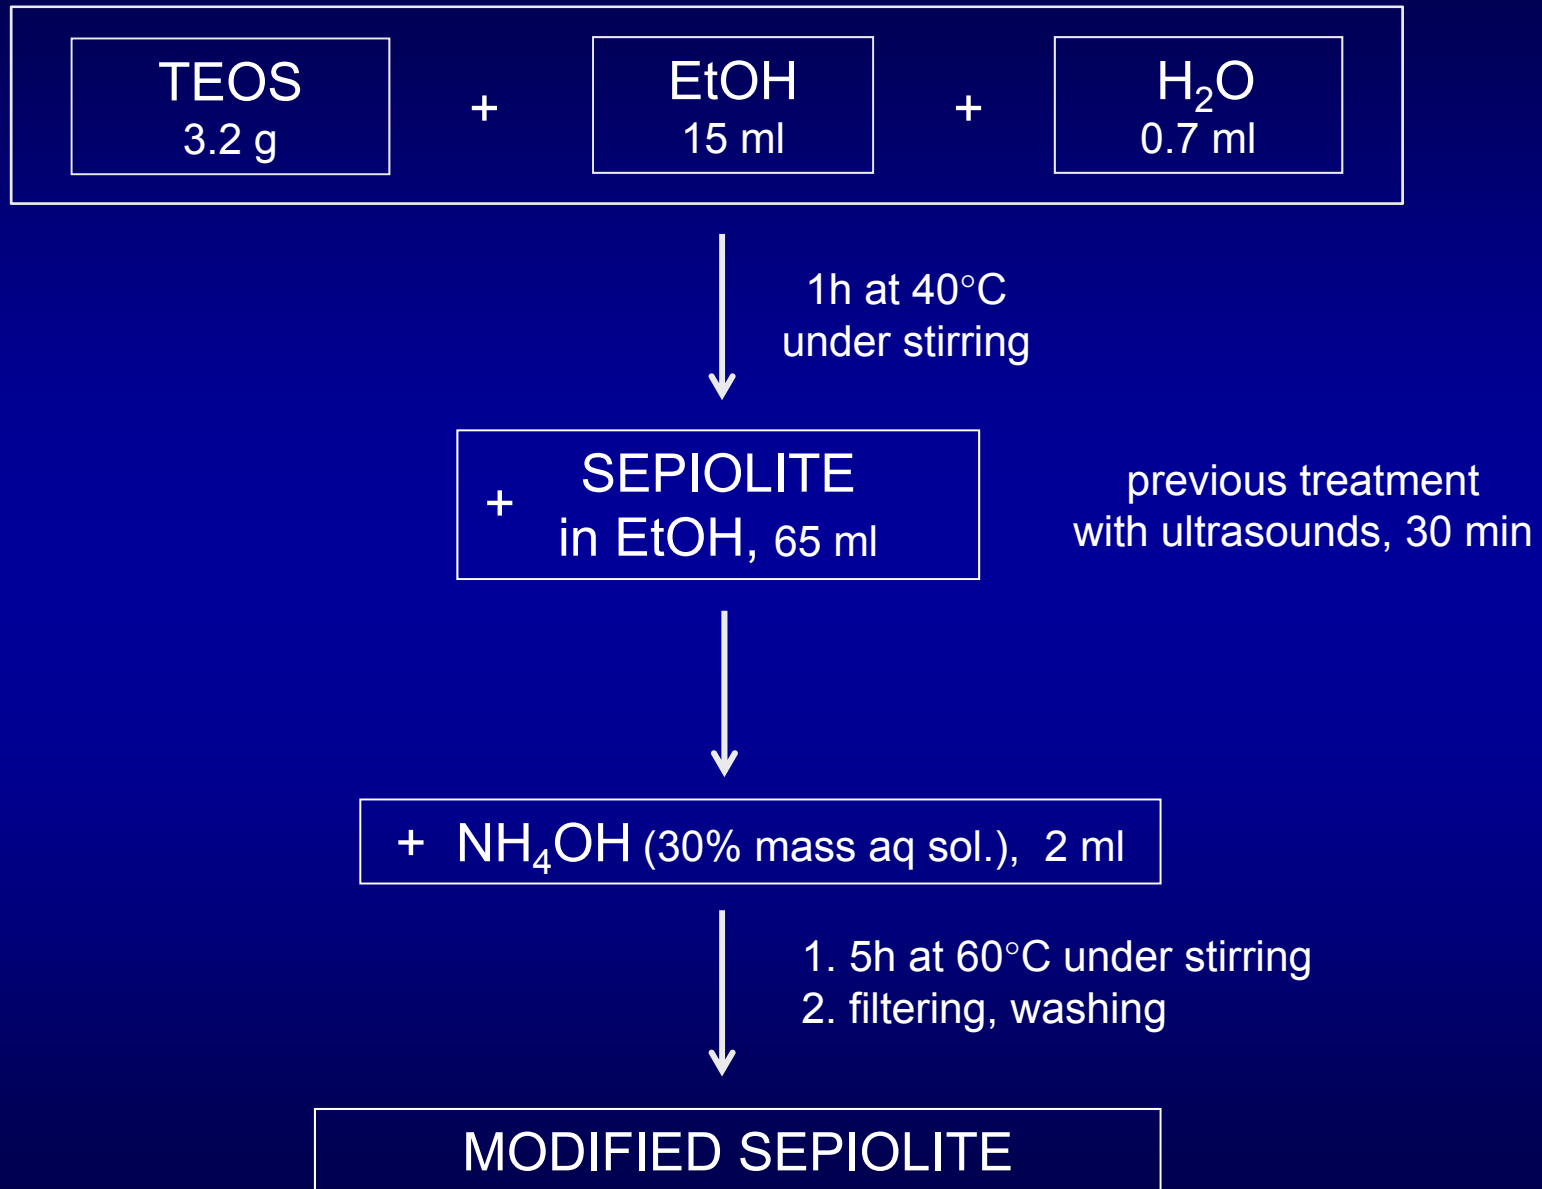 TEOS + EtOH + H₂O
3.2 g 15 ml 0.7 ml
1h at 40°C
under stirring
SEPIOLITE
+ in EtOH, 65 ml
previous treatment
with ultrasounds, 30 min
+ NH₄OH (30% mass aq sol.), 2 ml
1. 5h at 60°C under stirring
2. filtering, washing
MODIFIED SEPIOLITE